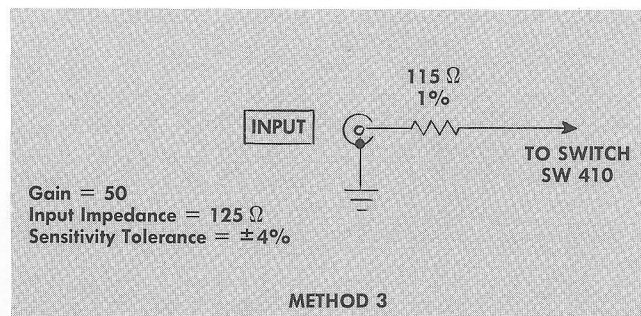 115 Ω
1%
INPUT
TO SWITCH
SW 410
Gain = 50
Input Impedance = 125 Ω
Sensitivity Tolerance = ±4%
METHOD 3